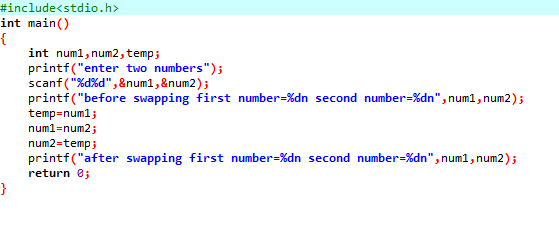 #include<stdio.h>
int main()
{
    int num1,num2,temp;
    printf("enter two numbers");
    scanf("%d%d",&num1,&num2);
    printf("before swapping first number=%dn second number=%dn",num1,num2);
    temp=num1;
    num1=num2;
    num2=temp;
    printf("after swapping first number=%dn second number=%dn",num1,num2);
    return 0;
}